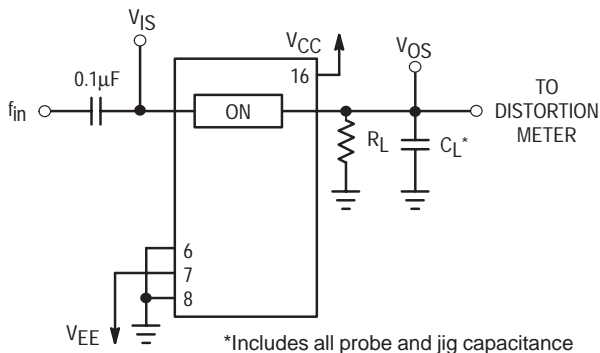 V_IS
V_CC
V_OS
16
0.1µF
f_in
ON
R_L
C_L*
TO
DISTORTION
METER
6
7
8
V_EE
*Includes all probe and jig capacitance